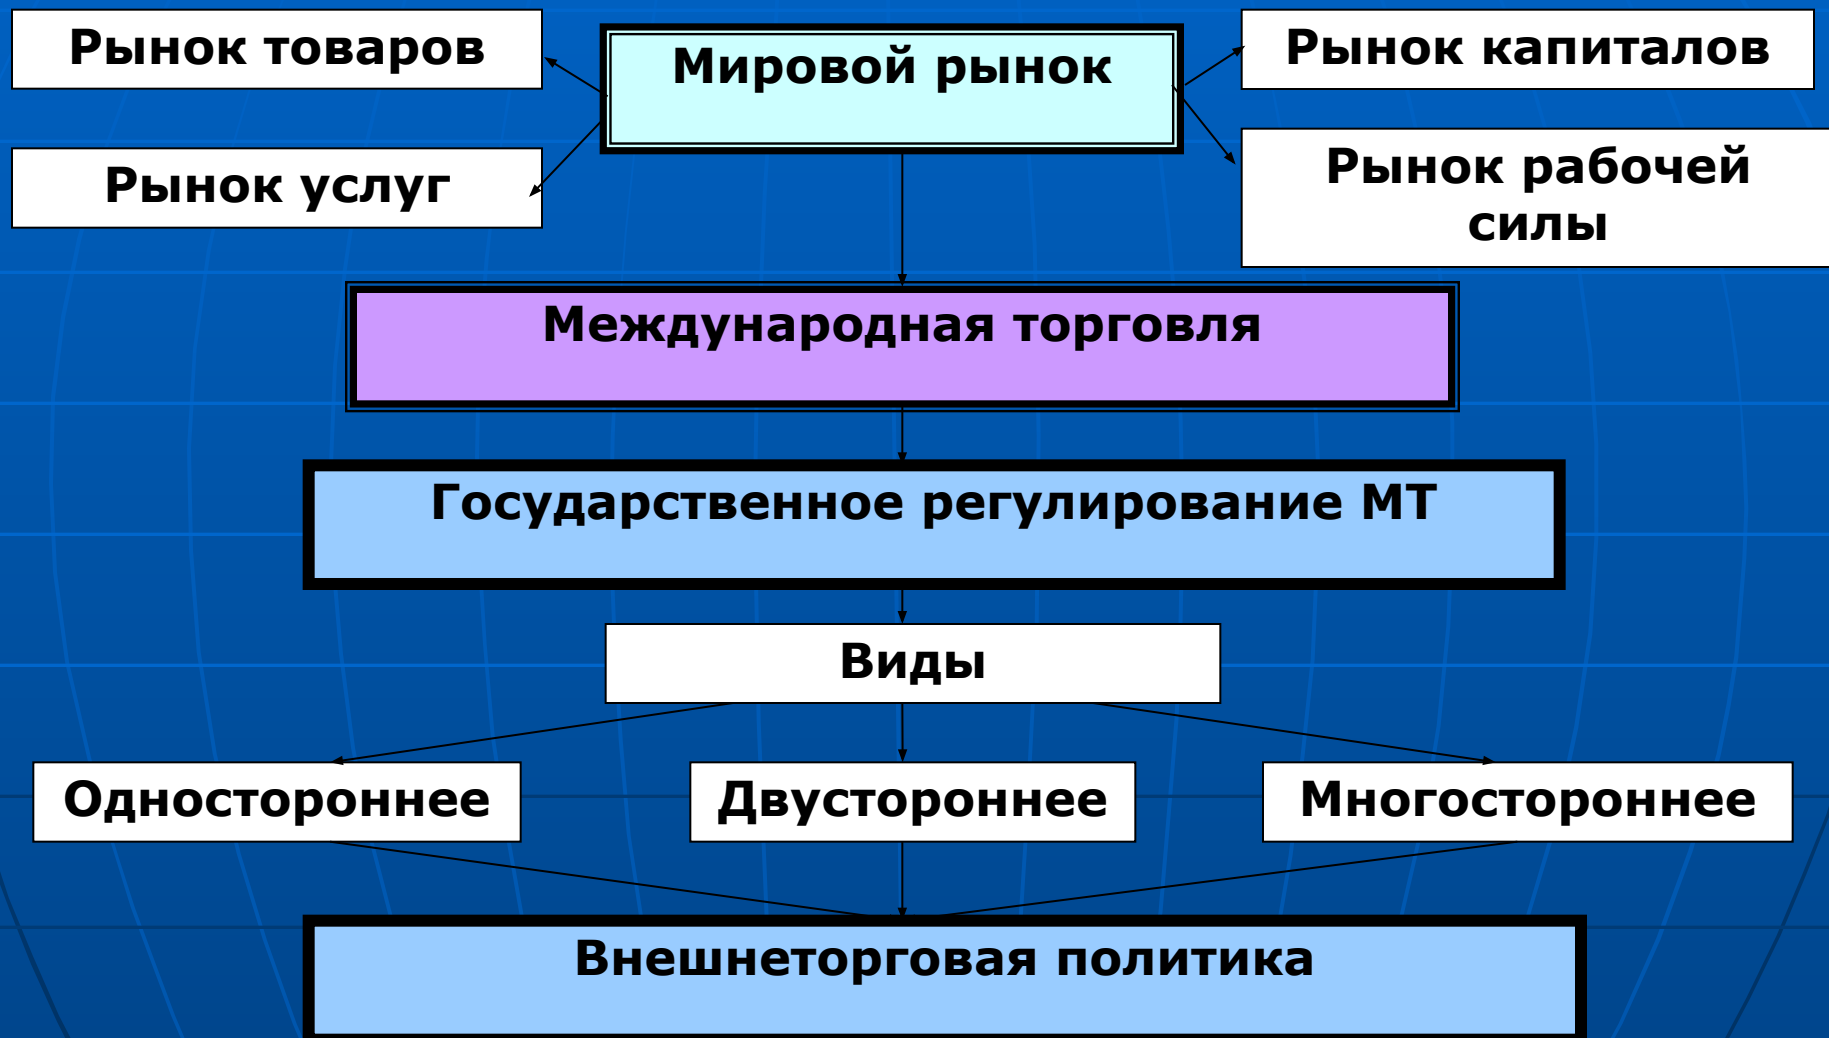 Рынок товаров
Мировой рынок
Рынок капиталов
Рынок услуг
Рынок рабочей
силы
Международная торговля
Государственное регулирование МТ
Виды
Одностороннее
Двустороннее
Многостороннее
Внешнеторговая политика